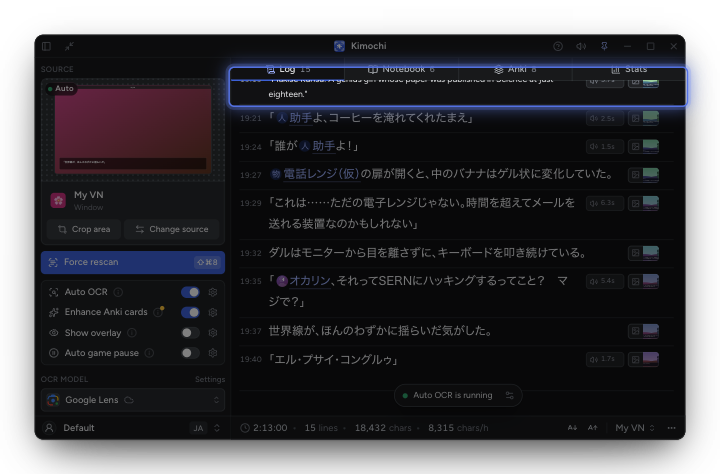 Kimochi
SOURCE
Auto
My VN
Window
Crop area
Change source
Force rescan
⌘8
Auto OCR
Enhance Anki cards
Show overlay
Auto game pause
OCR MODEL
Settings
Google Lens
Default
JA
Log 15
Notebook 6
Anki 8
Stats
eighteen."
19:21 「助手よ、コーヒーを淹れてくれたまえ」 2.5s
19:24 「誰が助手よ!」 1.5s
19:27 電話レンジ(仮)の扉が開くと、中のバナナはゲル状に変化していた。
19:29 「これは……ただの電子レンジじゃない。時間を超えてメールを 6.3s
送れる装置なのかもしれない」
19:32 ダルはモニターから目を離さずに、キーボードを叩き続けている。
19:35 「オカリン、それってSERNにハッキングするってこと? マ 3.4s
ジで?」
19:37 世界線が、ほんのわずかに揺らいだ気がした。
19:40 「エル・プサイ・コングルゥ」 1.7s
Auto OCR is running
2:13:00 • 15 lines • 18,432 chars • 8,315 chars/h
A↓ A↑ My VN